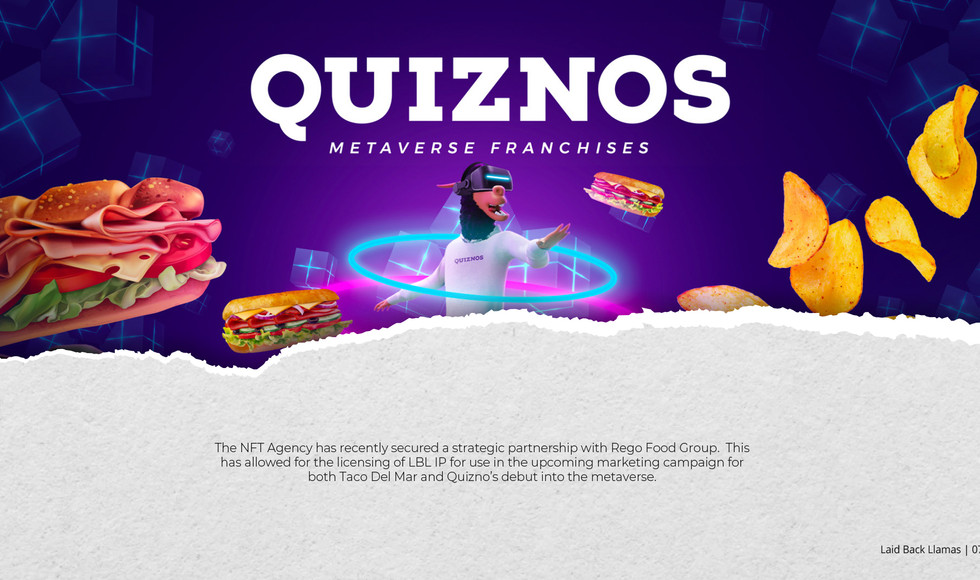 QUIZNOS
METAVERSE FRANCHISES
QUIZNOS
The NFT Agency has recently secured a strategic partnership with Rego Food Group.  This
has allowed for the licensing of LBL IP for use in the upcoming marketing campaign for
both Taco Del Mar and Quizno’s debut into the metaverse.
Laid Back Llamas | 07